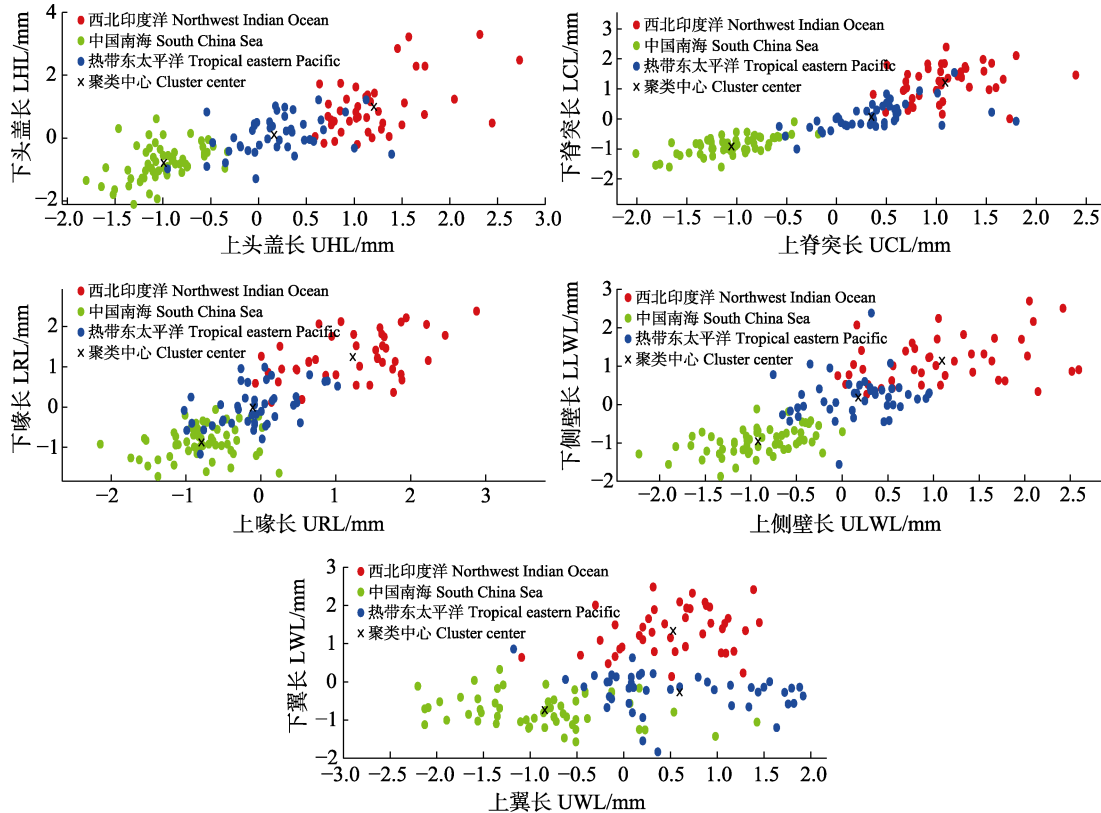 西北印度洋 Northwest Indian Ocean
中国南海 South China Sea
热带东太平洋 Tropical eastern Pacific
× 聚类中心 Cluster center
下头盖长 LHL/mm
4
2
0
−2
−2.0 −1.5 −1.0 −0.5 0 0.5 1.0 1.5 2.0 2.5 3.0
上头盖长 UHL/mm
西北印度洋 Northwest Indian Ocean
中国南海 South China Sea
热带东太平洋 Tropical eastern Pacific
× 聚类中心 Cluster center
下脊突长 LCL/mm
3
2
1
0
−1
−2
−2.0 −1.5 −1.0 −0.5 0 0.5 1.0 1.5 2.0 2.5
上脊突长 UCL/mm
西北印度洋 Northwest Indian Ocean
中国南海 South China Sea
热带东太平洋 Tropical eastern Pacific
× 聚类中心 Cluster center
下喙长 LRL/mm
2
1
0
−1
−2 −1 0 1 2 3
上喙长 URL/mm
西北印度洋 Northwest Indian Ocean
中国南海 South China Sea
热带东太平洋 Tropical eastern Pacific
× 聚类中心 Cluster center
下侧壁长 LLWL/mm
3
2
1
0
−1
−2
−2.0 −1.5 −1.0 −0.5 0 0.5 1.0 1.5 2.0 2.5
上侧壁长 ULWL/mm
西北印度洋 Northwest Indian Ocean
中国南海 South China Sea
热带东太平洋 Tropical eastern Pacific
× 聚类中心 Cluster center
下翼长 LWL/mm
3
2
1
0
−1
−2
−3.0 −2.5 −2.0 −1.5 −1.0 −0.5 0 0.5 1.0 1.5 2.0
上翼长 UWL/mm